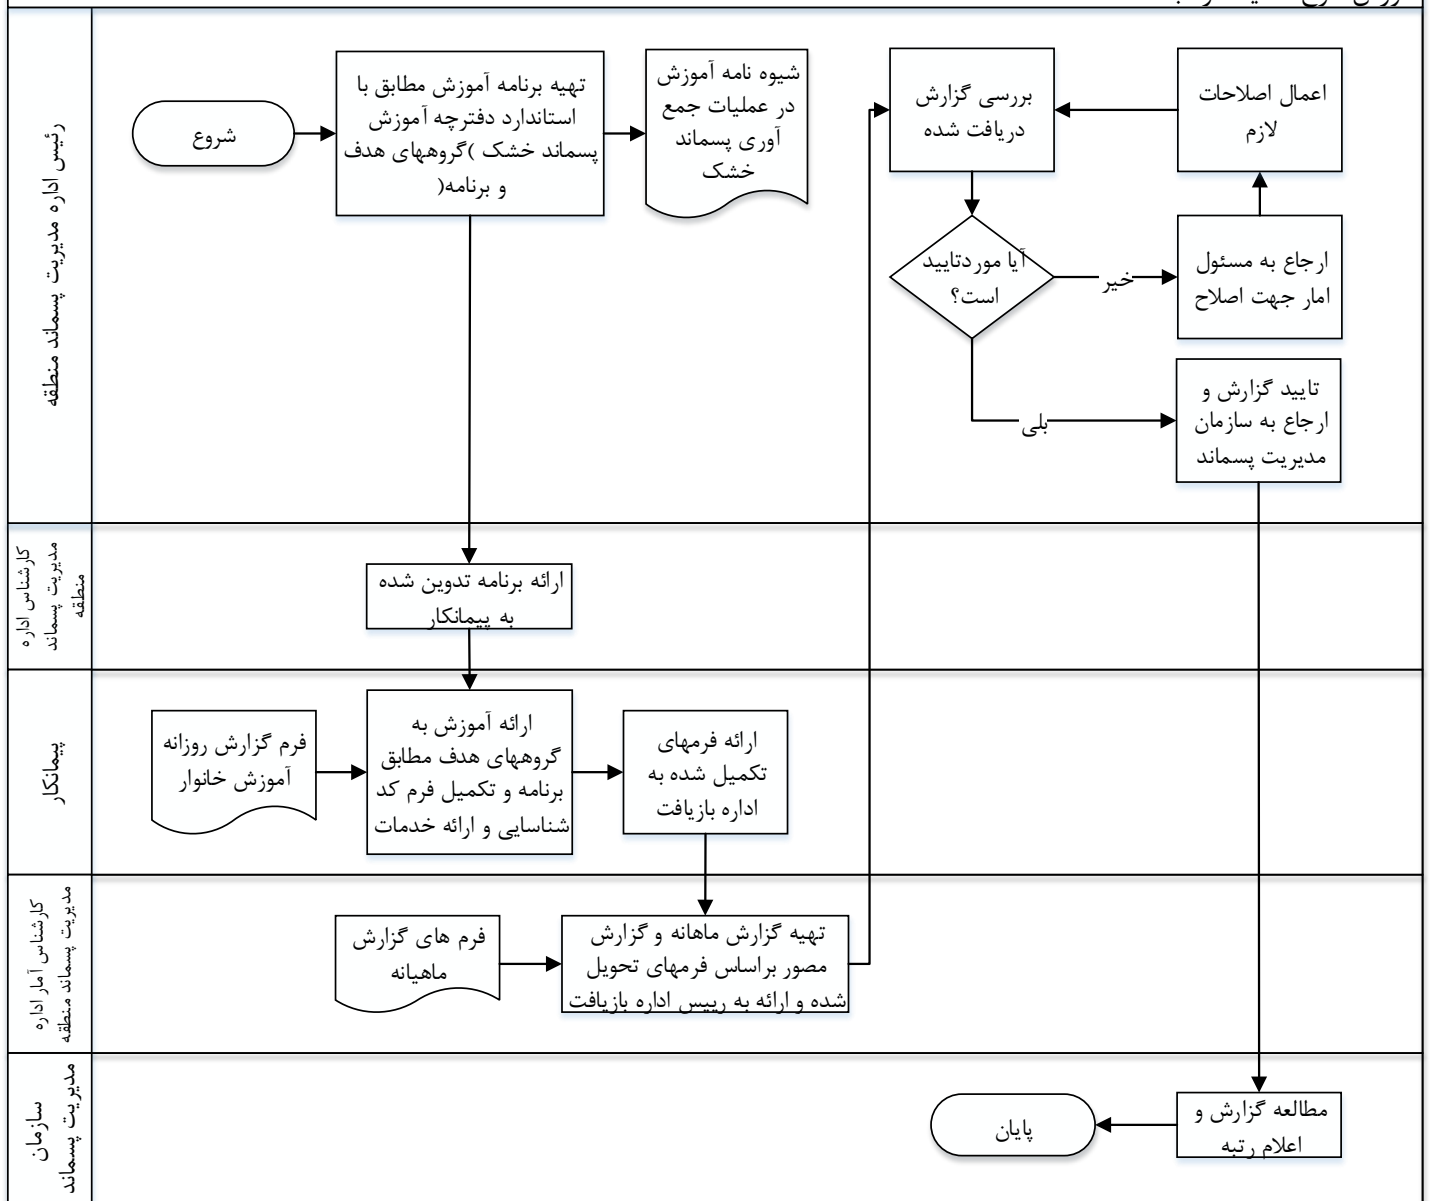 رئیس اداره مدیریت پسماند منطقه
شروع
تهیه برنامه آموزش مطابق با
استاندارد دفترچه آموزش
پسماند خشک )گروههای هدف
و برنامه(
شیوه نامه آموزش
در عملیات جمع
آوری پسماند
خشک
بررسی گزارش
دریافت شده
اعمال اصلاحات
لازم
آیا موردتایید
است؟
خیر
ارجاع به مسئول
امار جهت اصلاح
بلی
تایید گزارش و
ارجاع به سازمان
مدیریت پسماند
کارشناس اداره
مدیریت پسماند
منطقه
ارائه برنامه تدوین شده
به پیمانکار
پیمانکار
فرم گزارش روزانه
آموزش خانوار
ارائه آموزش به
گروههای هدف مطابق
برنامه و تکمیل فرم کد
شناسایی و ارائه خدمات
ارائه فرمهای
تکمیل شده به
اداره بازیافت
کارشناس آمار اداره
مدیریت پسماند منطقه
فرم های گزارش
ماهیانه
تهیه گزارش ماهانه و گزارش
مصور براساس فرمهای تحویل
شده و ارائه به رییس اداره بازیافت
سازمان
مدیریت پسماند
مطالعه گزارش و
اعلام رتبه
پایان